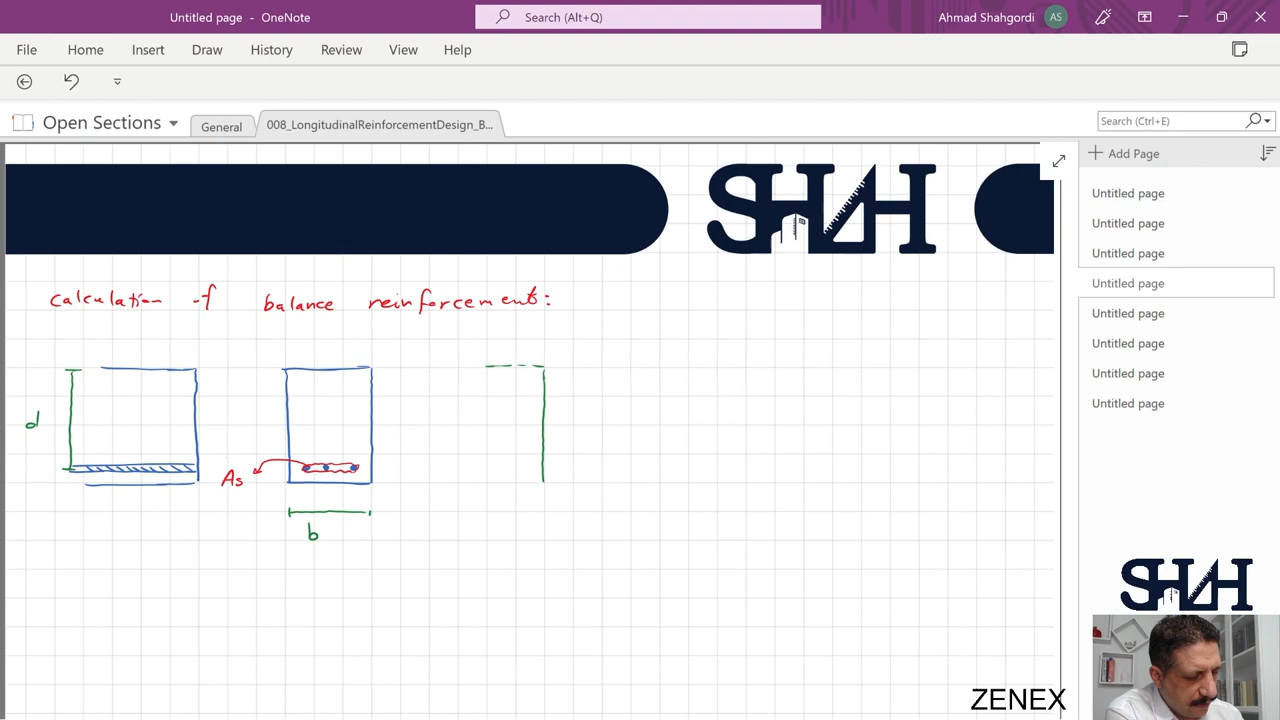 Untitled page - OneNote
Search (Alt+Q)
Ahmad Shahgordi
AS
File Home Insert Draw History Review View Help
Open Sections
General
008_LongitudinalReinforcementDesign_B...
Search (Ctrl+E)
Add Page
Untitled page
Untitled page
Untitled page
Untitled page
Untitled page
Untitled page
Untitled page
Untitled page
SHAH
calculation of balance reinforcement:
d
As
b
SHAH
ZENEX